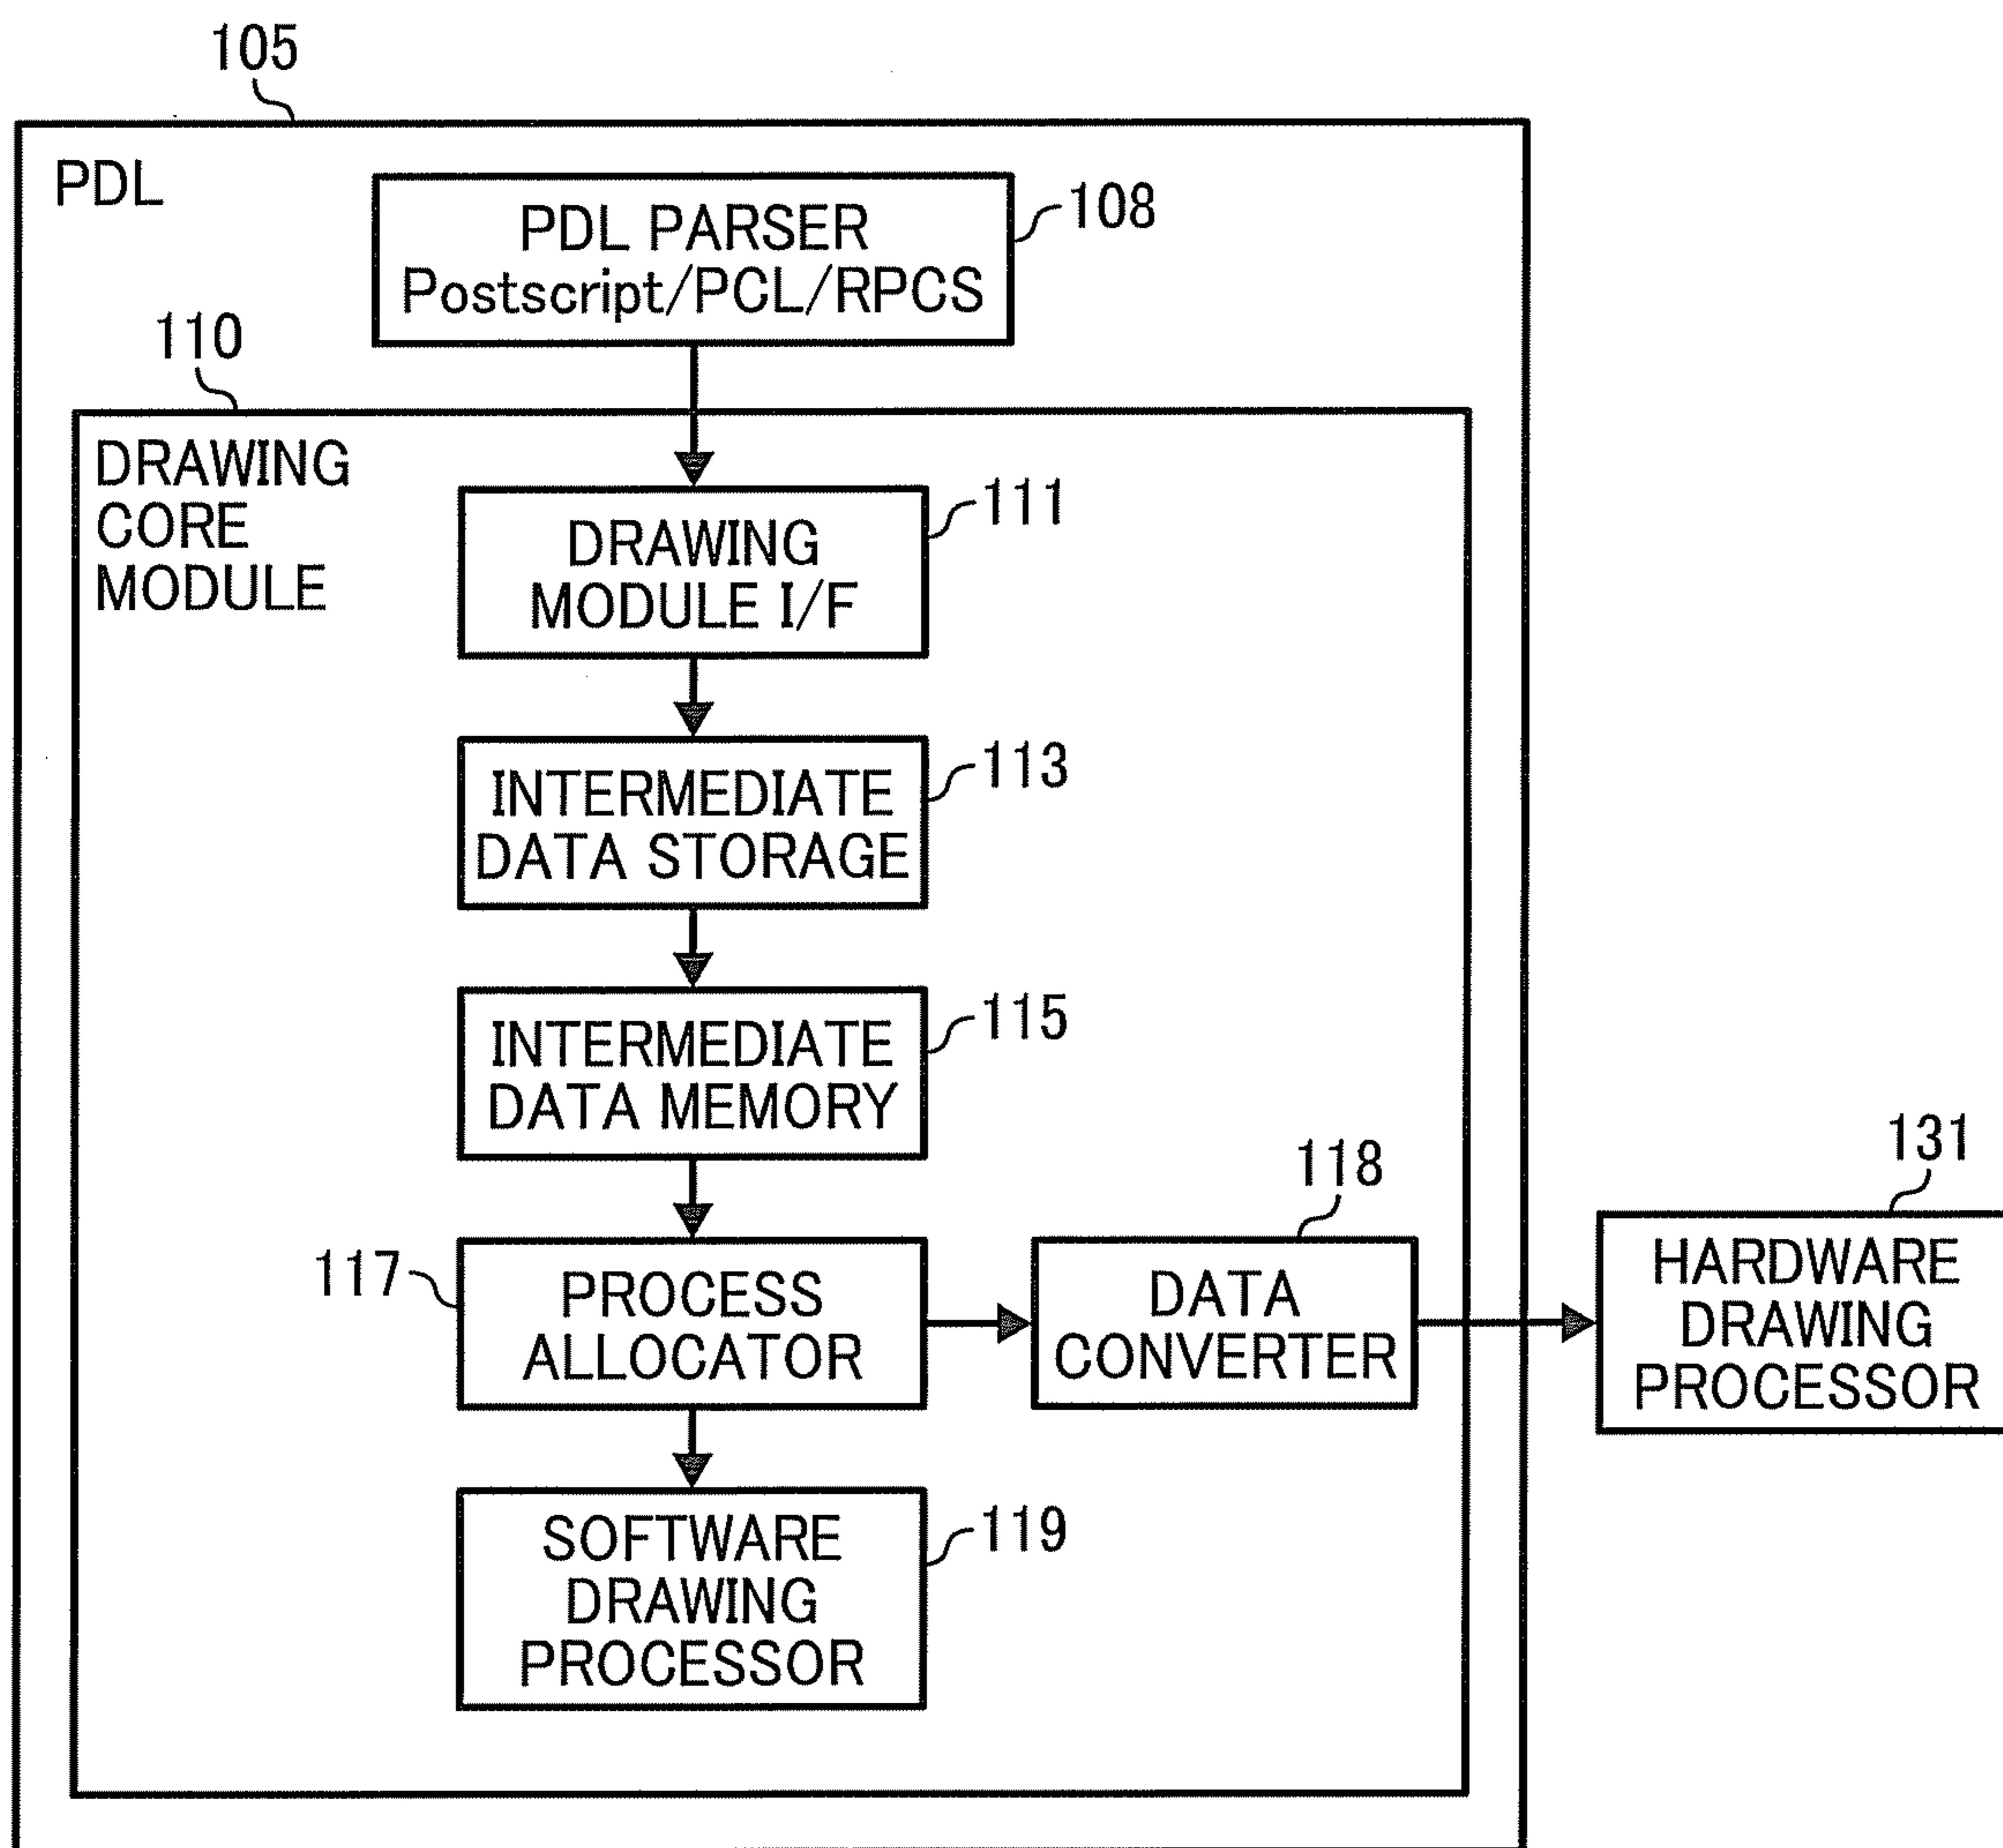 105
PDL
PDL PARSER
Postscript/PCL/RPCS
108
110
DRAWING
CORE
MODULE
DRAWING
MODULE I/F
111
INTERMEDIATE
DATA STORAGE
113
INTERMEDIATE
DATA MEMORY
115
117
PROCESS
ALLOCATOR
118
DATA
CONVERTER
131
HARDWARE
DRAWING
PROCESSOR
SOFTWARE
DRAWING
PROCESSOR
119